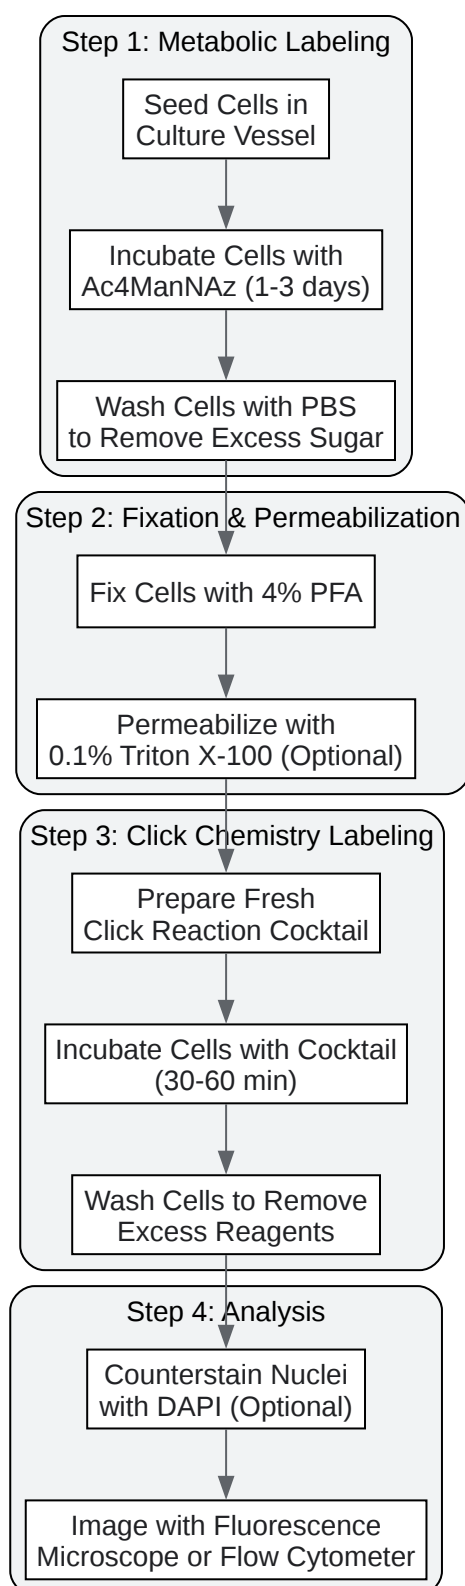 Step 1: Metabolic Labeling
Seed Cells in
Culture Vessel
Incubate Cells with
Ac4ManNAz (1-3 days)
Wash Cells with PBS
to Remove Excess Sugar
Step 2: Fixation & Permeabilization
Fix Cells with 4% PFA
Permeabilize with
0.1% Triton X-100 (Optional)
Step 3: Click Chemistry Labeling
Prepare Fresh
Click Reaction Cocktail
Incubate Cells with Cocktail
(30-60 min)
Wash Cells to Remove
Excess Reagents
Step 4: Analysis
Counterstain Nuclei
with DAPI (Optional)
Image with Fluorescence
Microscope or Flow Cytometer